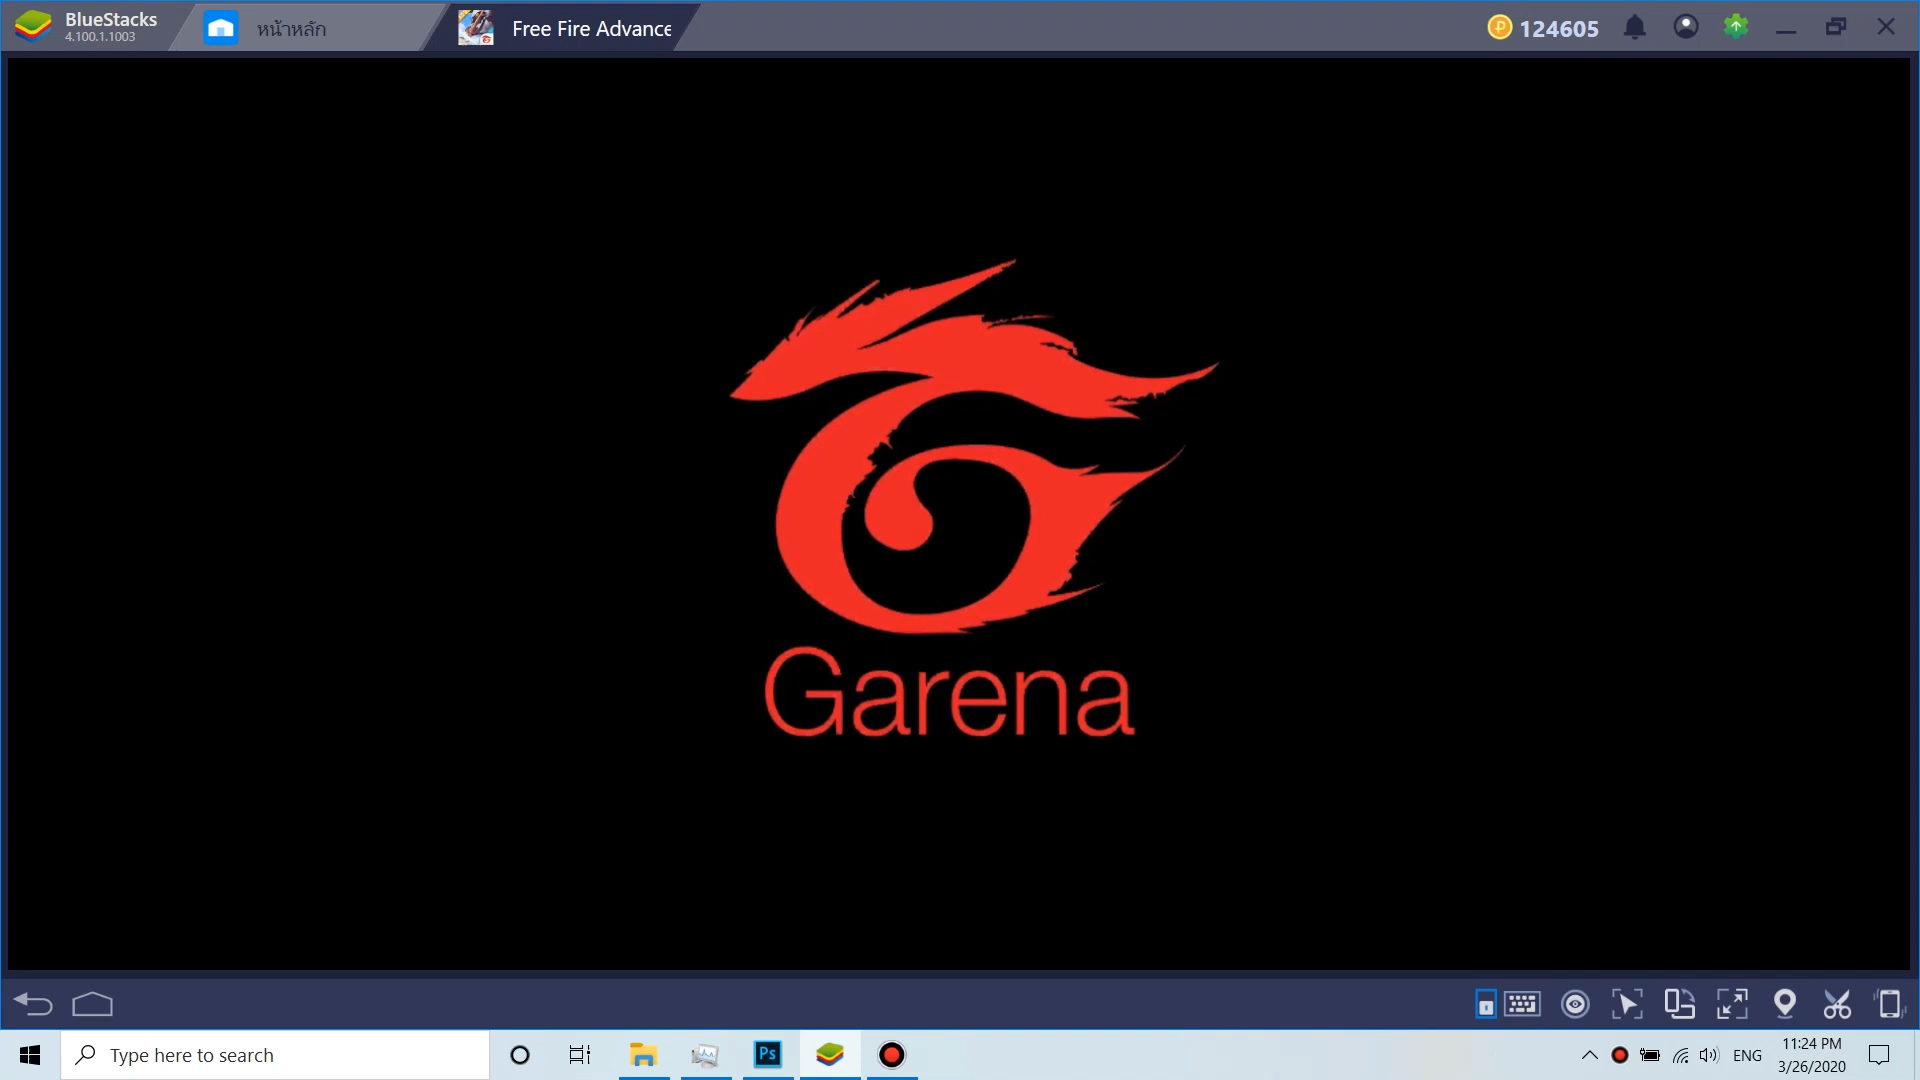 BlueStacks
4.100.1.1003
หน้าหลัก
Free Fire Advance
124605
Garena
Type here to search
Ps
ENG
11:24 PM
3/26/2020